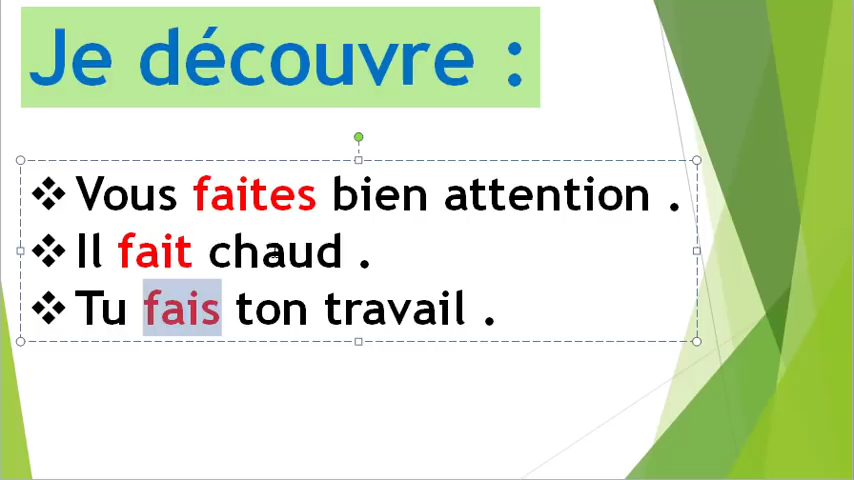 Je découvre :
❖ Vous faites bien attention .
❖ Il fait chaud .
❖ Tu fais ton travail .